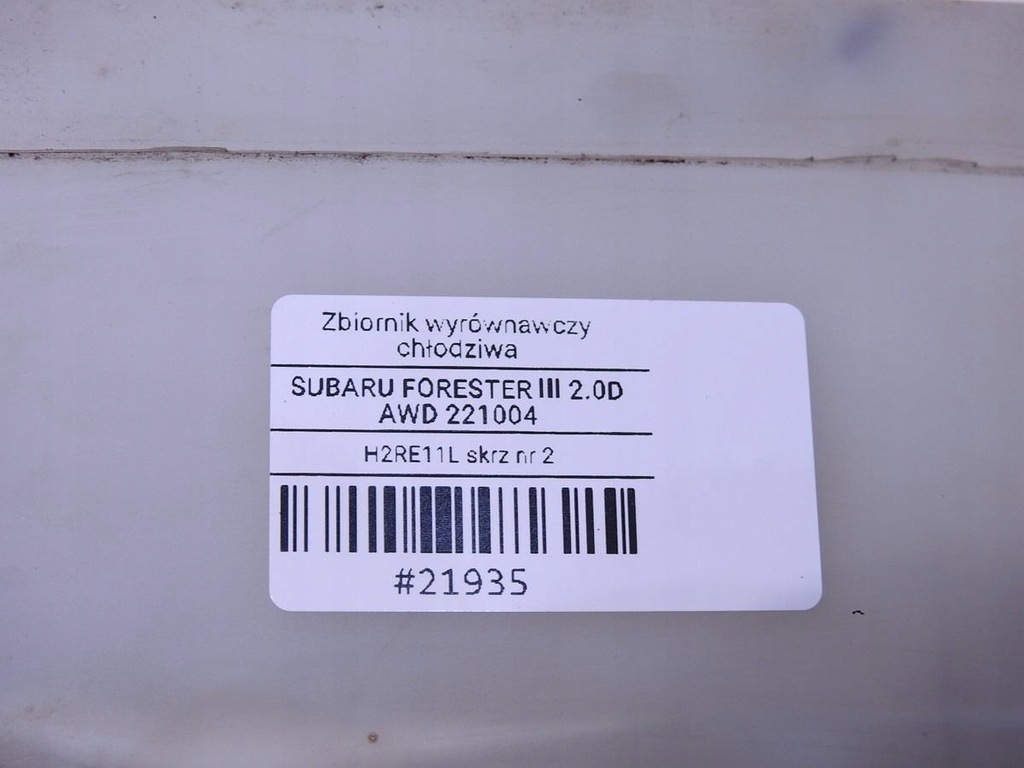 Zbiornik wyrównawczy
chłodziwa
SUBARU FORESTER III 2.0D
AWD 221004
H2RE11L skrz nr 2
#21935